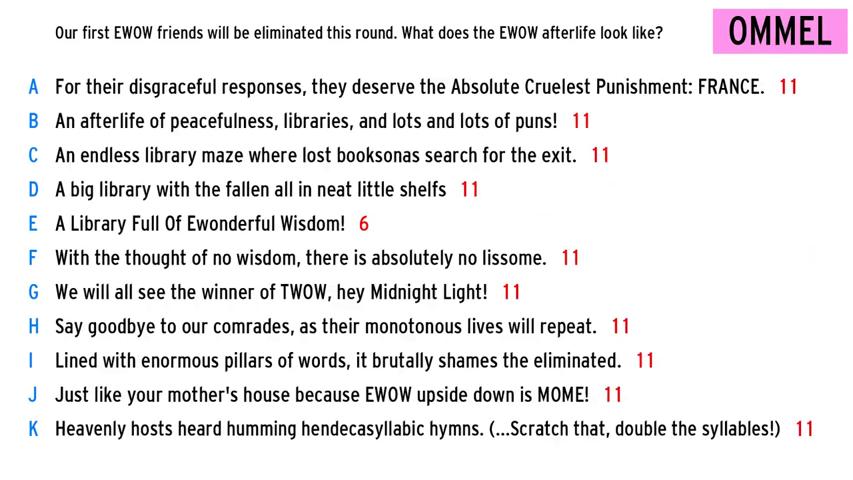 Our first EWOW friends will be eliminated this round. What does the EWOW afterlife look like?
OMMEL
A For their disgraceful responses, they deserve the Absolute Cruelest Punishment: FRANCE. 11
B An afterlife of peacefulness, libraries, and lots and lots of puns! 11
C An endless library maze where lost booksonas search for the exit. 11
D A big library with the fallen all in neat little shelfs 11
E A Library Full Of Ewonderful Wisdom! 6
F With the thought of no wisdom, there is absolutely no lissome. 11
G We will all see the winner of TWOW, hey Midnight Light! 11
H Say goodbye to our comrades, as their monotonous lives will repeat. 11
I Lined with enormous pillars of words, it brutally shames the eliminated. 11
J Just like your mother's house because EWOW upside down is MOME! 11
K Heavenly hosts heard humming hendecasyllabic hymns. (...Scratch that, double the syllables!) 11